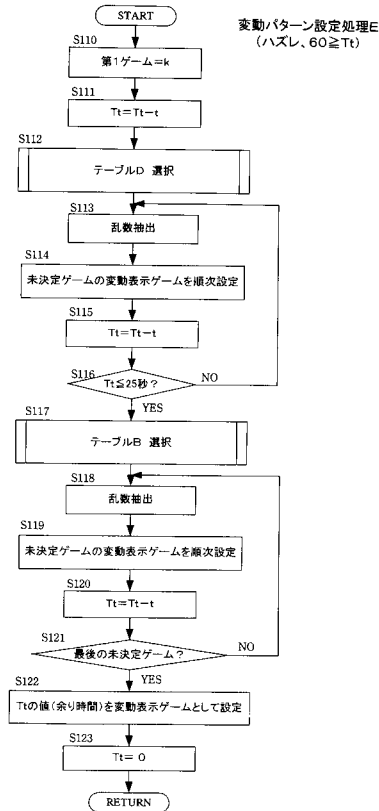 START
変動パターン設定処理E
(ハズレ、60≧Tt)
S110
第1ゲーム=k
S111
Tt=Tt-t
S112
テーブルD 選択
S113
乱数抽出
S114
未決定ゲームの変動表示ゲームを順次設定
S115
Tt=Tt-t
S116
Tt≦25秒?
NO
YES
S117
テーブルB 選択
S118
乱数抽出
S119
未決定ゲームの変動表示ゲームを順次設定
S120
Tt=Tt-t
S121
最後の未決定ゲーム?
NO
YES
S122
Ttの値(余り時間)を変動表示ゲームとして設定
S123
Tt= 0
RETURN